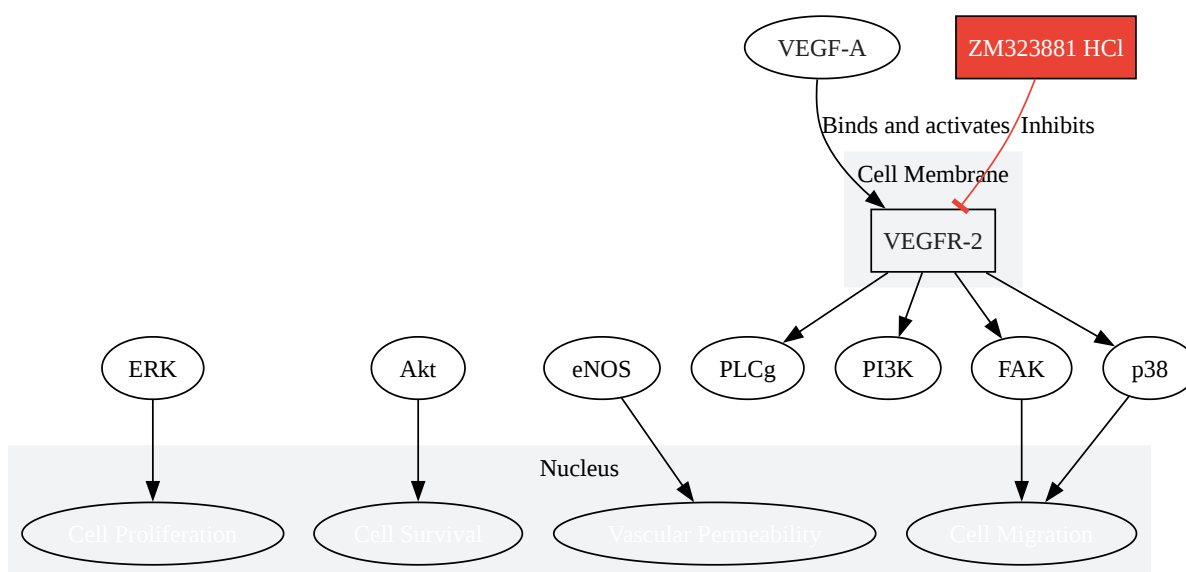 VEGF-A
ZM323881 HCl
Binds and activates
Inhibits
Cell Membrane
VEGFR-2
ERK
Akt
eNOS
PLCg
PI3K
FAK
p38
Nucleus
Cell Proliferation
Cell Survival
Vascular Permeability
Cell Migration